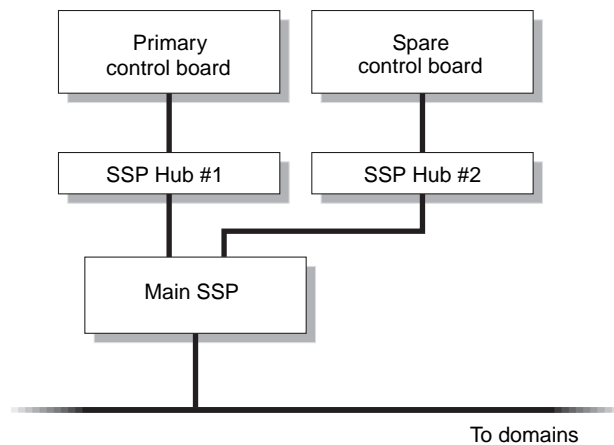 Primary
control board
Spare
control board
SSP Hub #1
SSP Hub #2
Main SSP
To domains